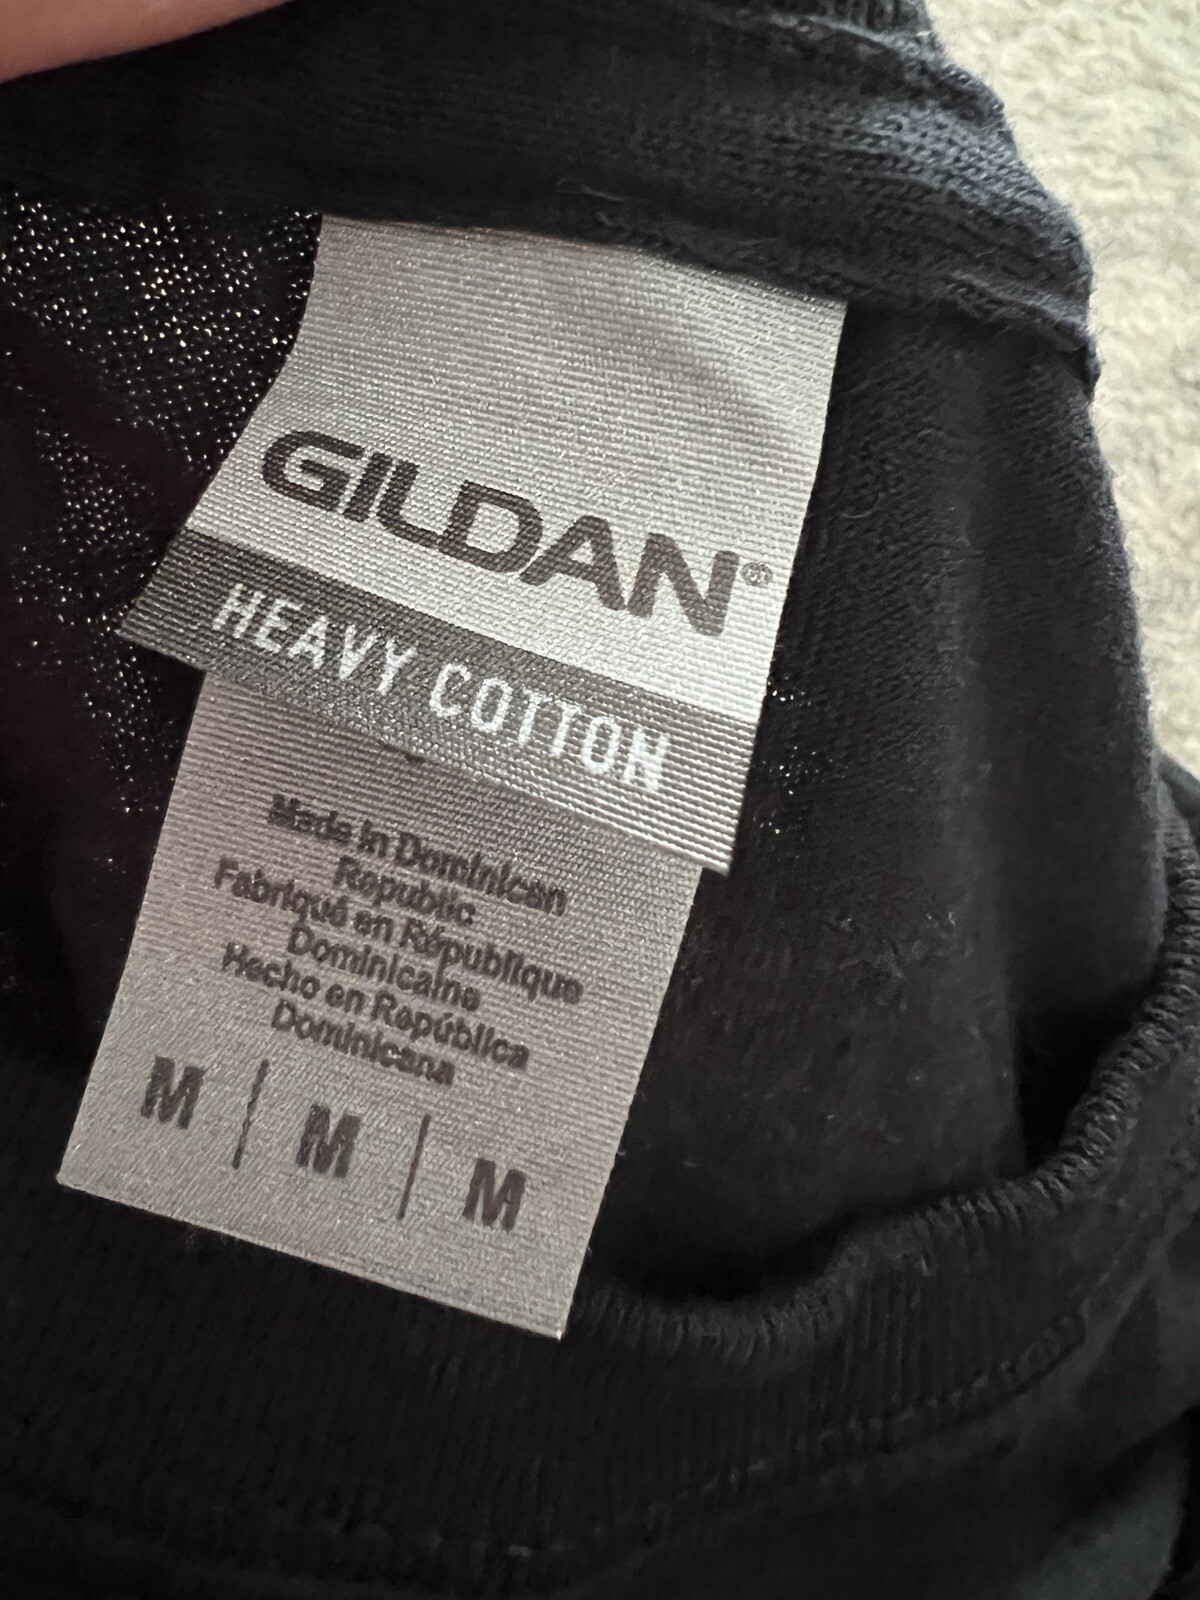 GILDAN®
HEAVY COTTON
Made in Dominican
Republic
Fabriqué en République
Dominicaine
Hecho en República
Dominicana
M | M | M